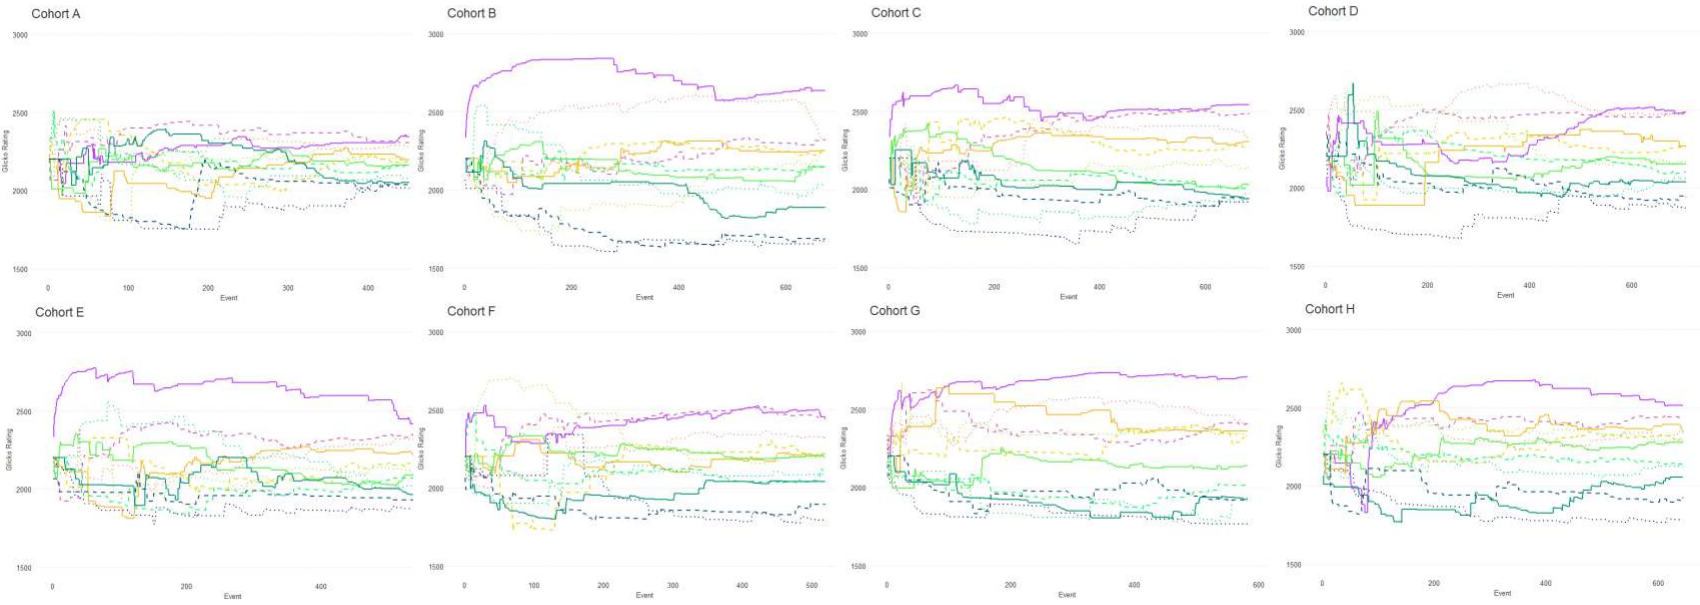 Cohort A
3000
2500
2000
1500
Glicko Rating
0 100 200 300 400
Event
Cohort B
3000
2500
2000
1500
Glicko Rating
0 200 400 600
Event
Cohort C
3000
2500
2000
1500
Glicko Rating
0 200 400 600
Event
Cohort D
3000
2500
2000
1500
Glicko Rating
0 200 400 600
Event
Cohort E
3000
2500
2000
1500
Glicko Rating
0 200 400
Event
Cohort F
3000
2500
2000
1500
Glicko Rating
0 100 200 300 400 500
Event
Cohort G
3000
2500
2000
1500
Glicko Rating
0 200 400 600
Event
Cohort H
3000
2500
2000
1500
Glicko Rating
0 200 400 600
Event